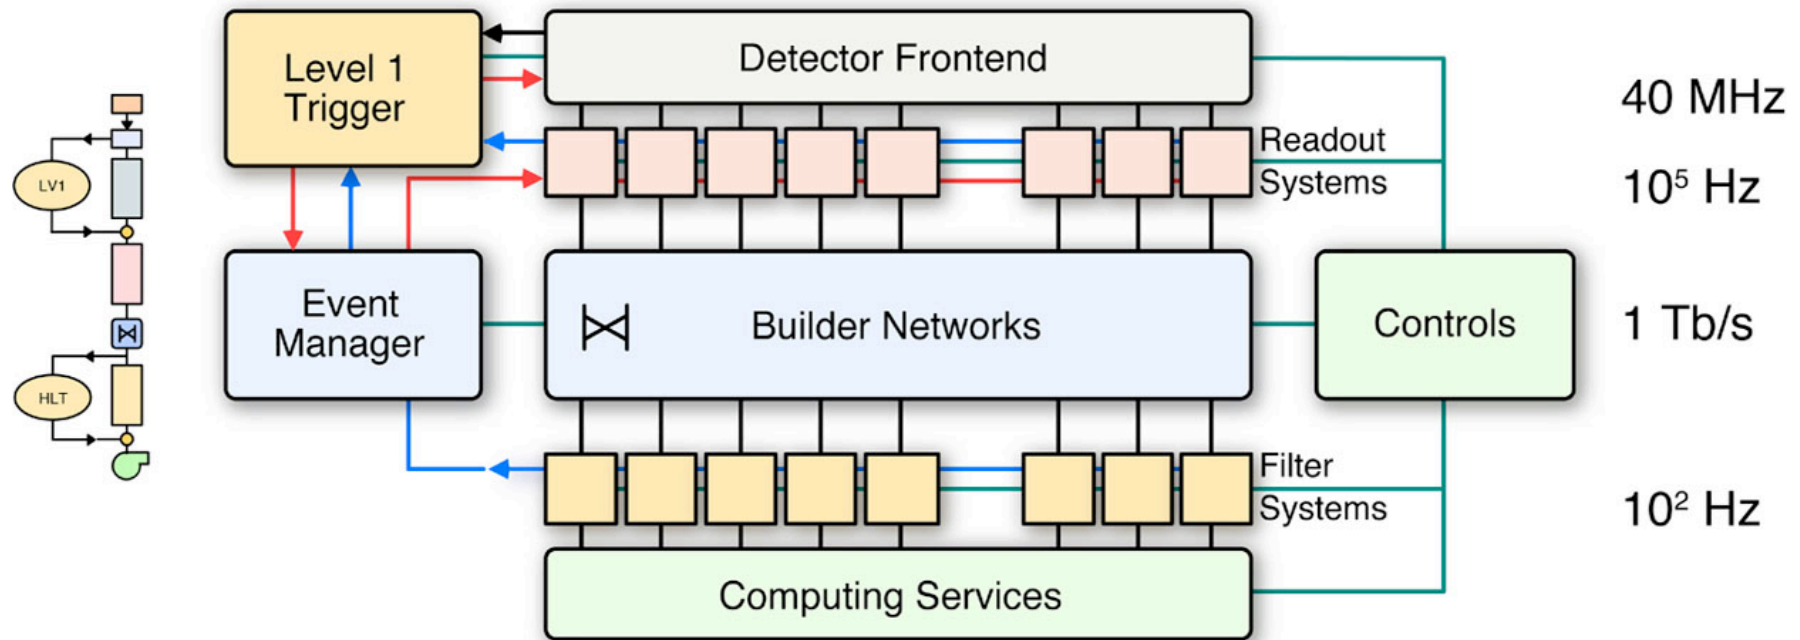 Level 1
Trigger
Detector Frontend
40 MHz
Readout
Systems
10⁵ Hz
LV1
Event
Manager
Builder Networks
Controls
1 Tb/s
HLT
Filter
Systems
10² Hz
Computing Services